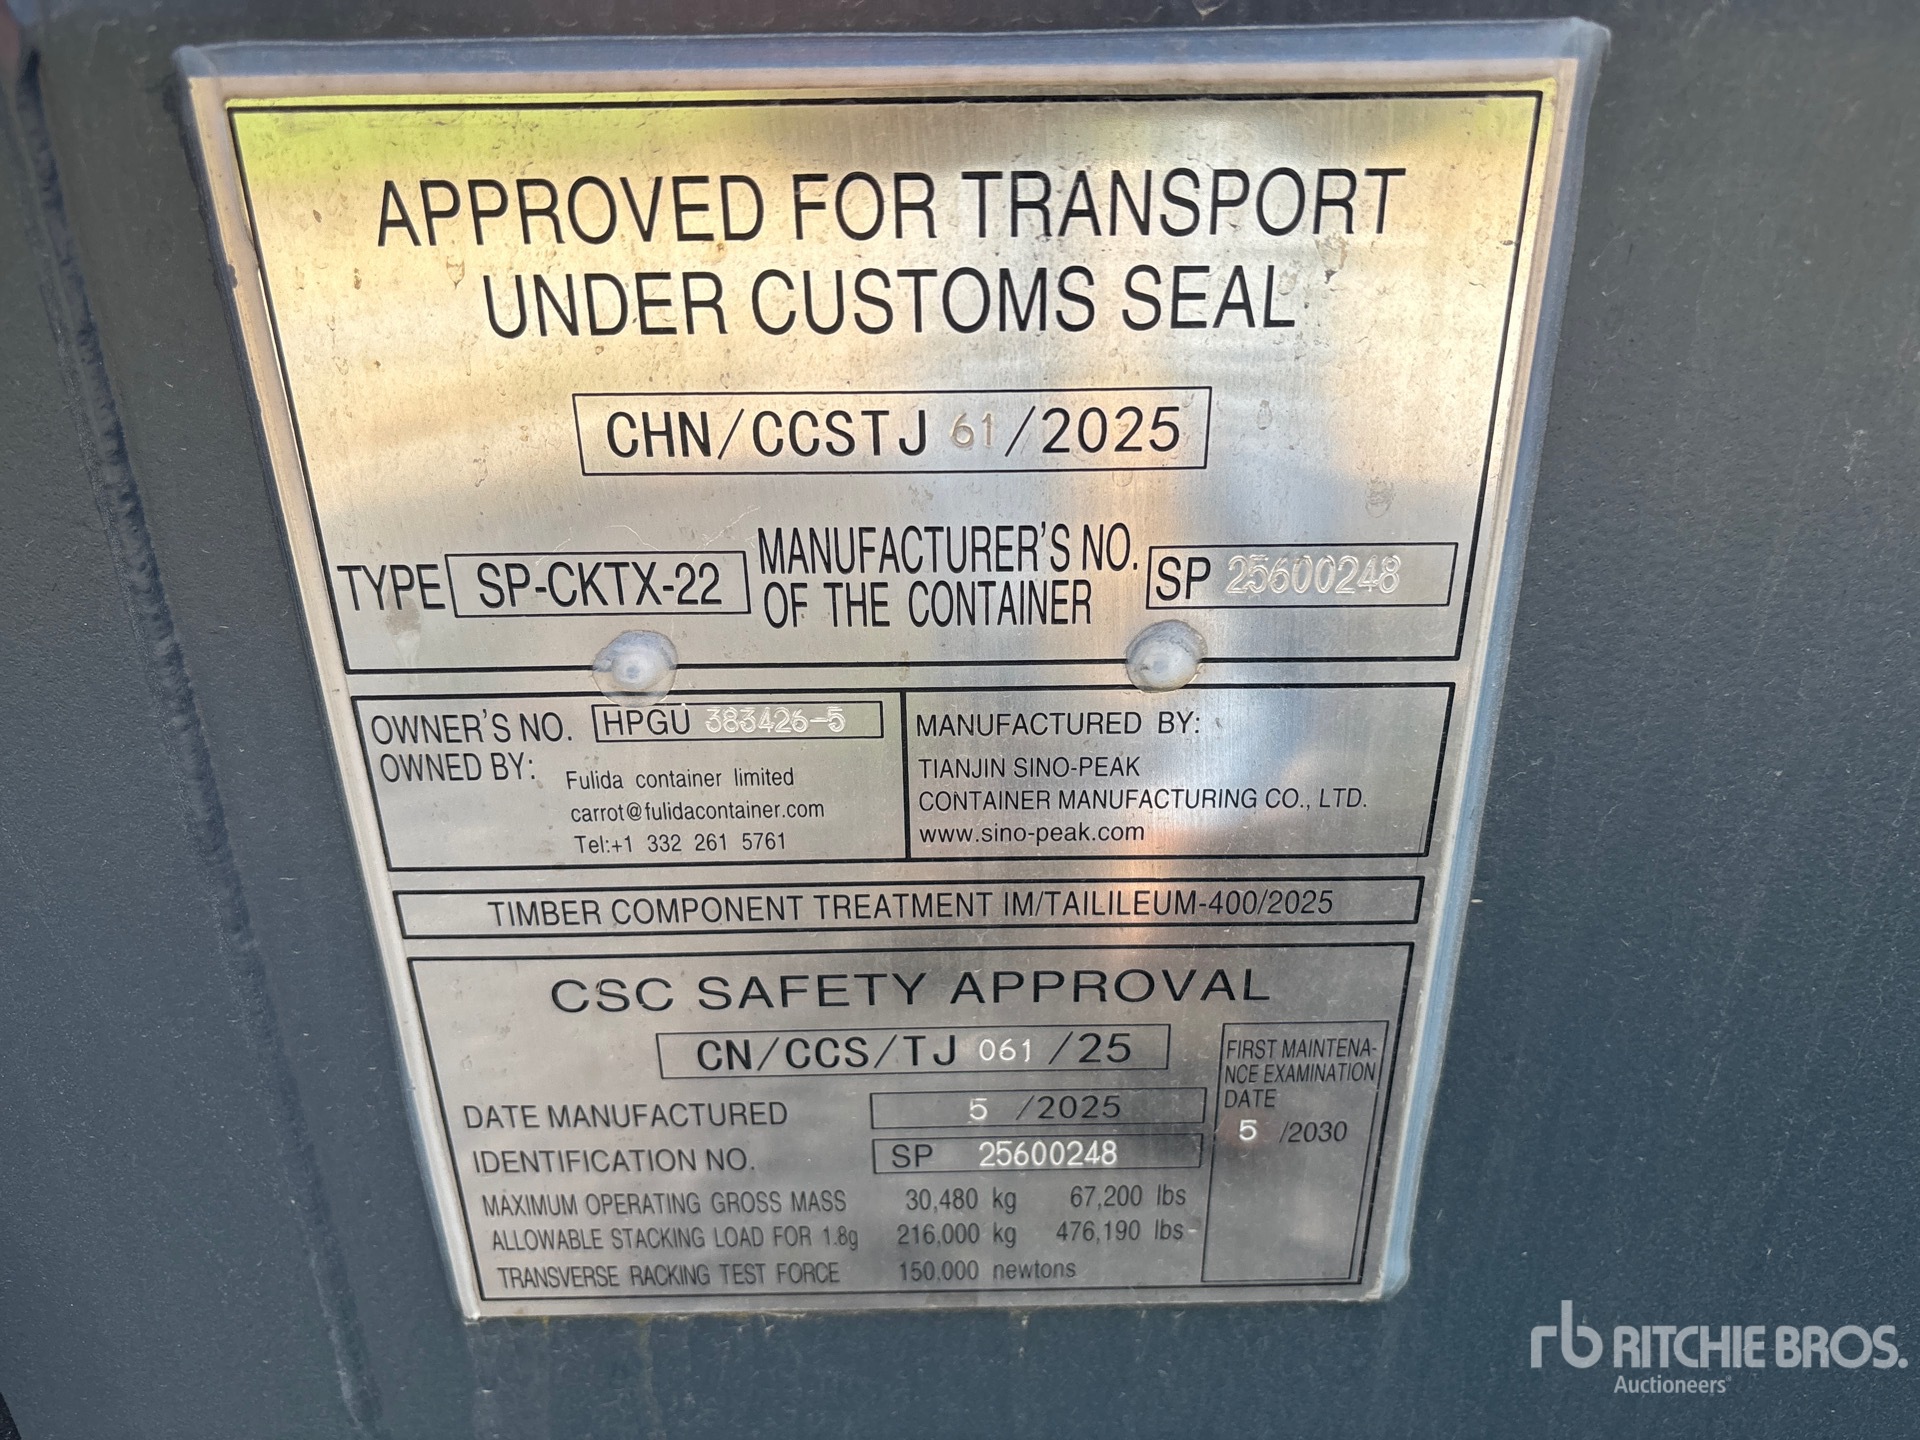 APPROVED FOR TRANSPORT
UNDER CUSTOMS SEAL
CHN/CCSTJ 61/2025
TYPE SP-CKTX-22 MANUFACTURER'S NO. OF THE CONTAINER SP 25600248
OWNER'S NO. HPGU 383426-5
OWNED BY: Fulida container limited
carrot@fulidacontainer.com
Tel:+1 332 261 5761
MANUFACTURED BY:
TIANJIN SINO-PEAK
CONTAINER MANUFACTURING CO., LTD.
www.sino-peak.com
TIMBER COMPONENT TREATMENT IM/TAILILEUM-400/2025
CSC SAFETY APPROVAL
CN/CCS/TJ 061 /25
DATE MANUFACTURED 5 /2025
IDENTIFICATION NO. SP 25600248
MAXIMUM OPERATING GROSS MASS 30,480 kg 67,200 lbs
ALLOWABLE STACKING LOAD FOR 1.8g 216,000 kg 476,190 lbs
TRANSVERSE RACKING TEST FORCE 150,000 newtons
FIRST MAINTENA-
NCE EXAMINATION
DATE
5 /2030
rb RITCHIE BROS.
Auctioneers